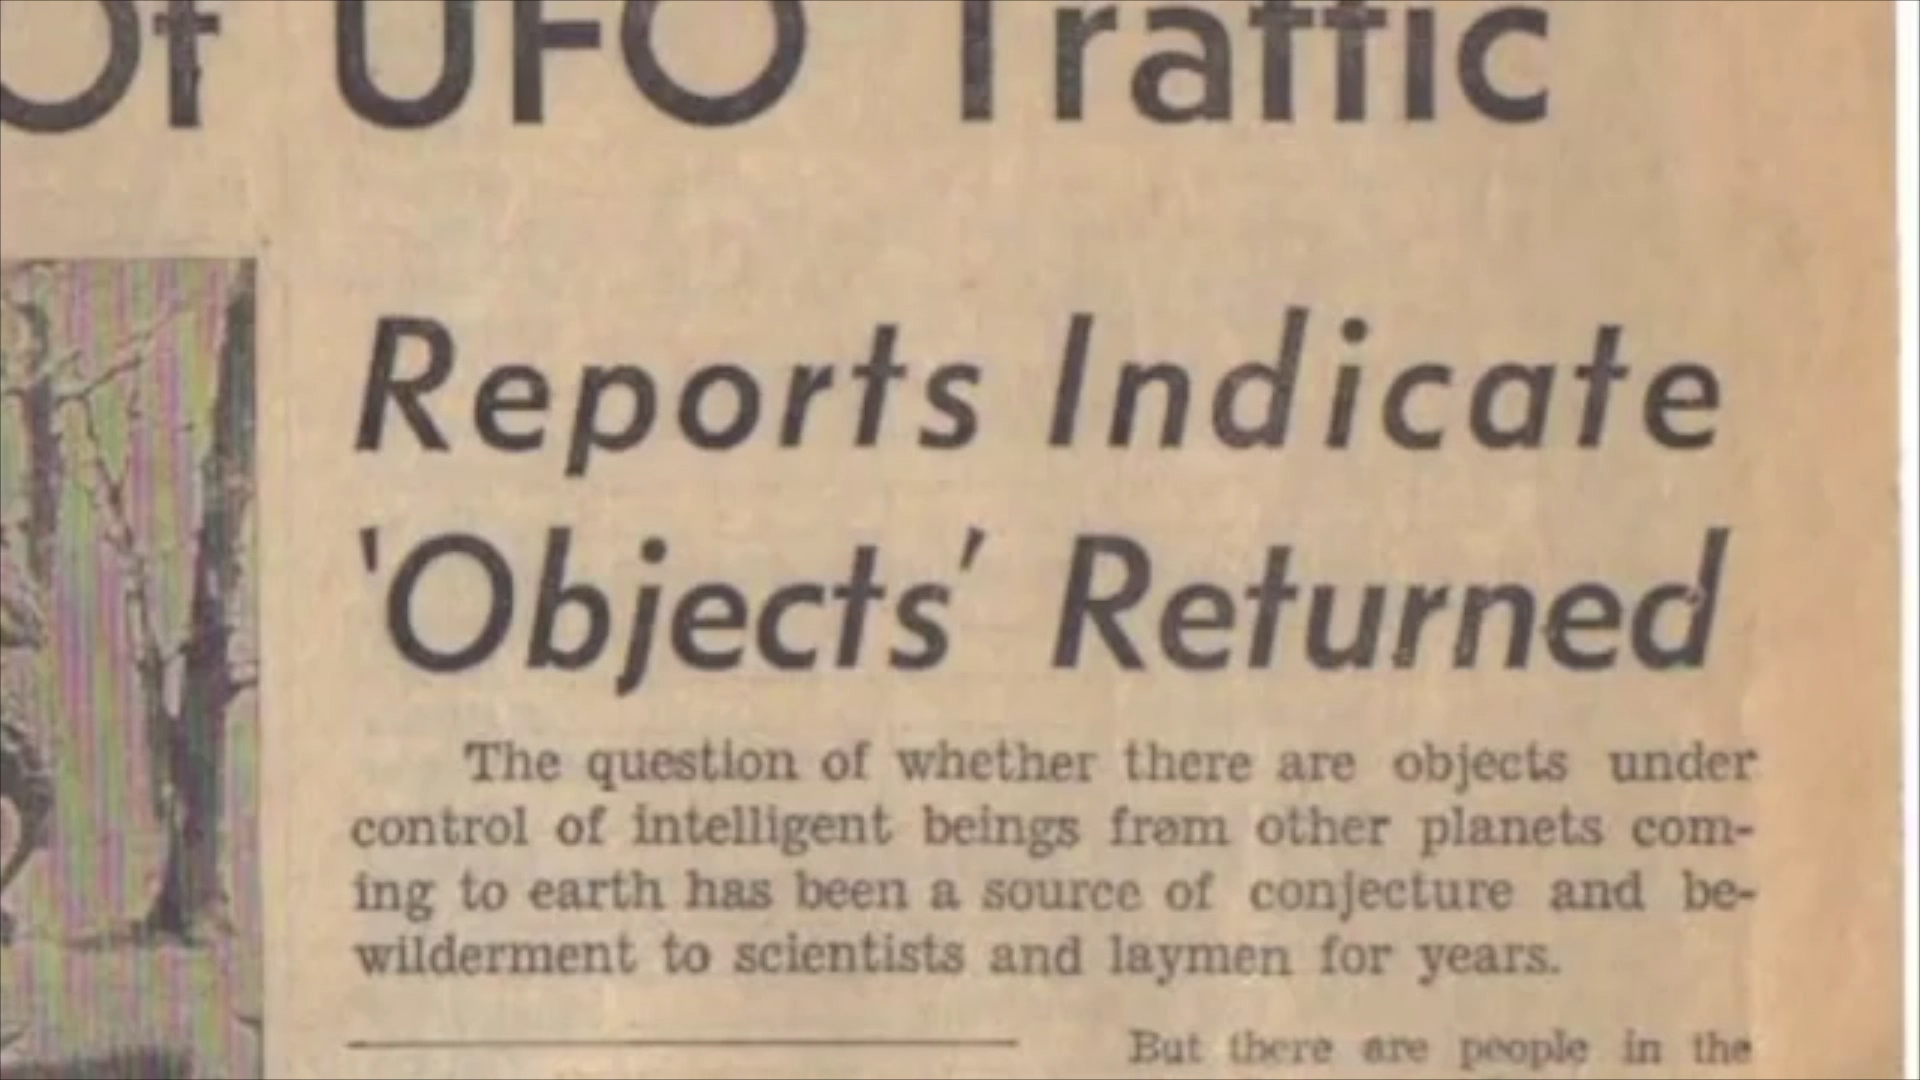 Of UFO Traffic
Reports Indicate
'Objects' Returned
The question of whether there are objects under
control of intelligent beings from other planets com-
ing to earth has been a source of conjecture and be-
wilderment to scientists and laymen for years.
But there are people in the